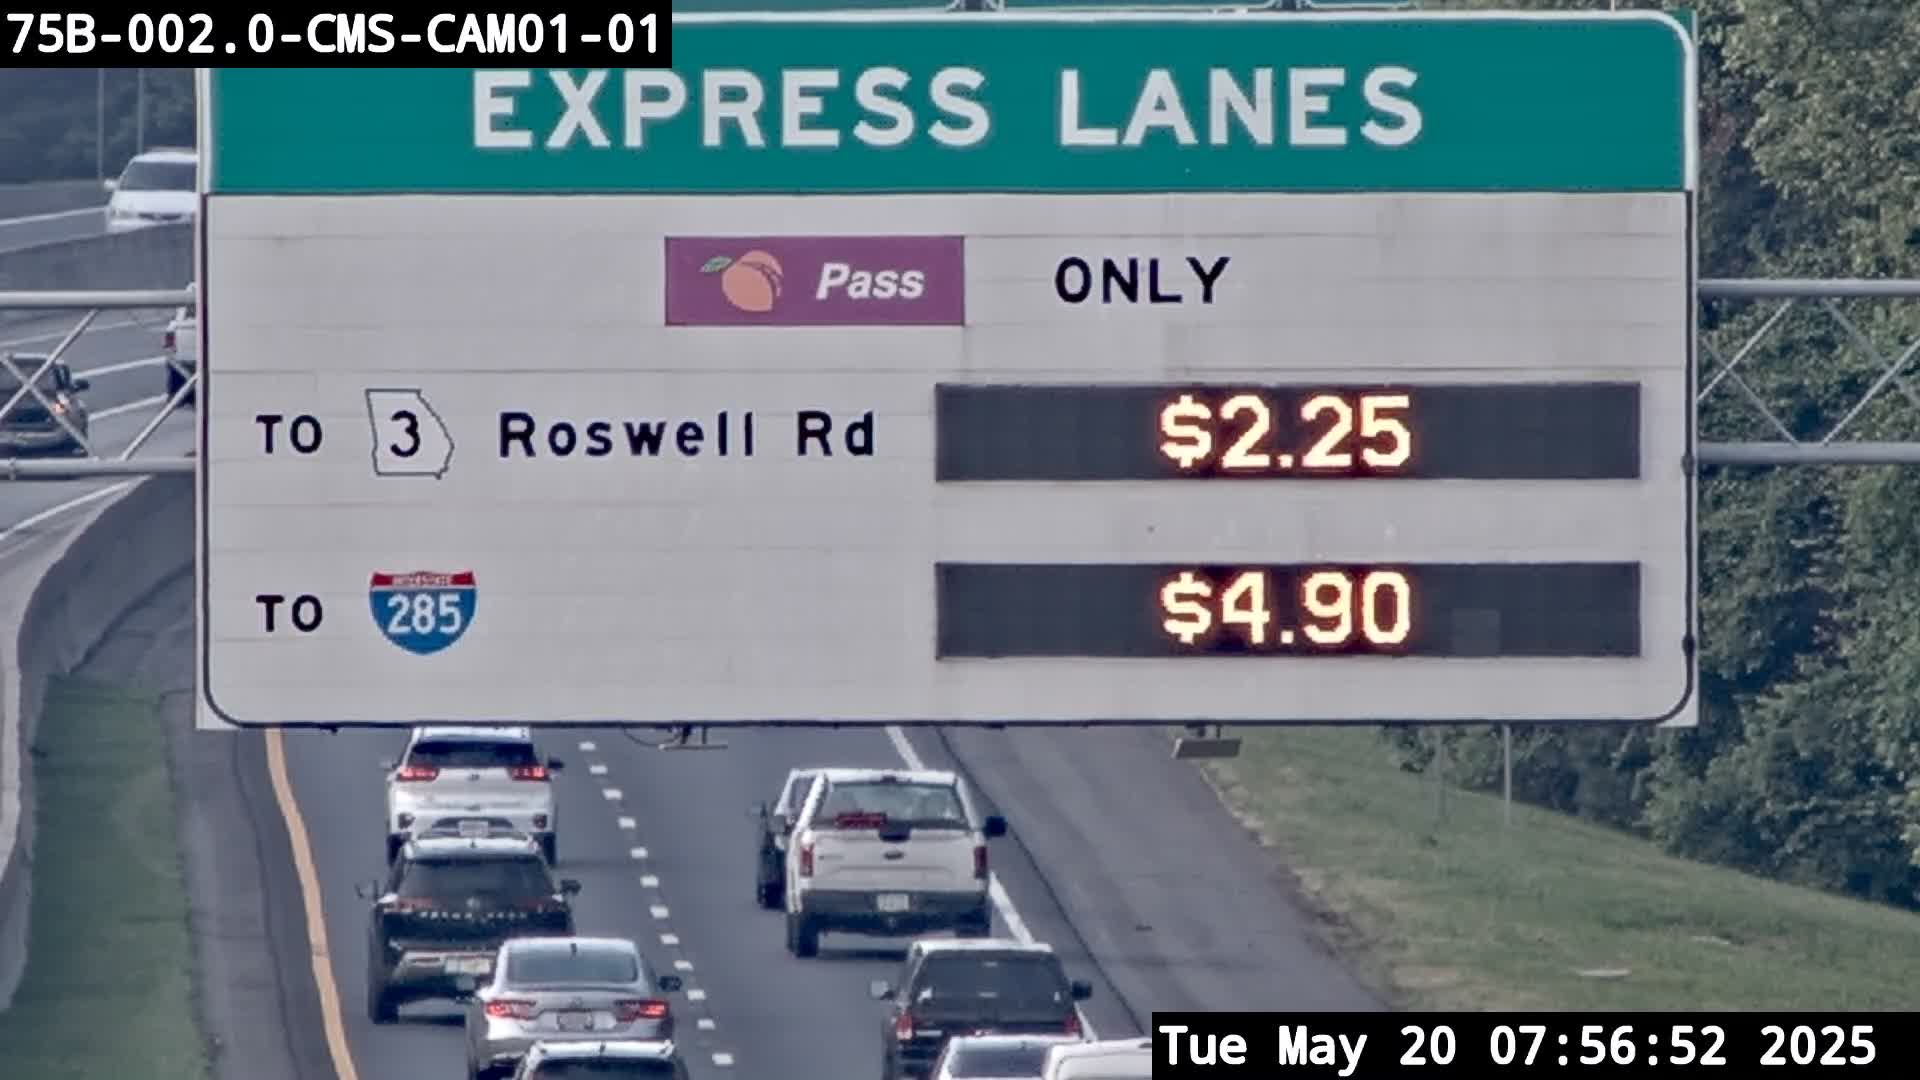 75B-002.0-CMS-CAM01-01
EXPRESS LANES
Pass ONLY
TO 3 Roswell Rd $2.25
TO INTERSTATE 285 $4.90
Tue May 20 07:56:52 2025